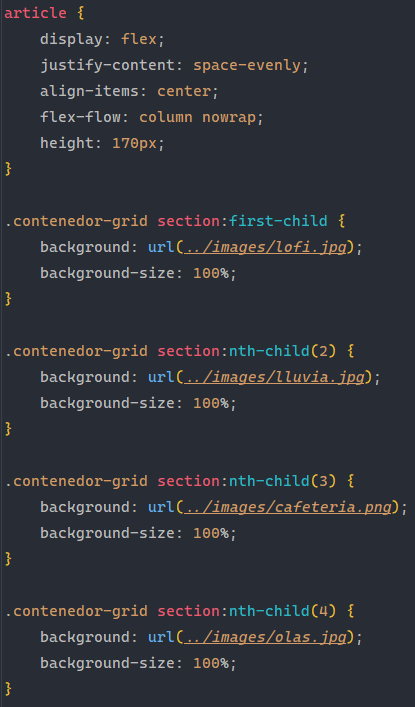 article {
    display: flex;
    justify-content: space-evenly;
    align-items: center;
    flex-flow: column nowrap;
    height: 170px;
}

.contenedor-grid section:first-child {
    background: url(../images/lofi.jpg);
    background-size: 100%;
}

.contenedor-grid section:nth-child(2) {
    background: url(../images/lluvia.jpg);
    background-size: 100%;
}

.contenedor-grid section:nth-child(3) {
    background: url(../images/cafeteria.png);
    background-size: 100%;
}

.contenedor-grid section:nth-child(4) {
    background: url(../images/olas.jpg);
    background-size: 100%;
}